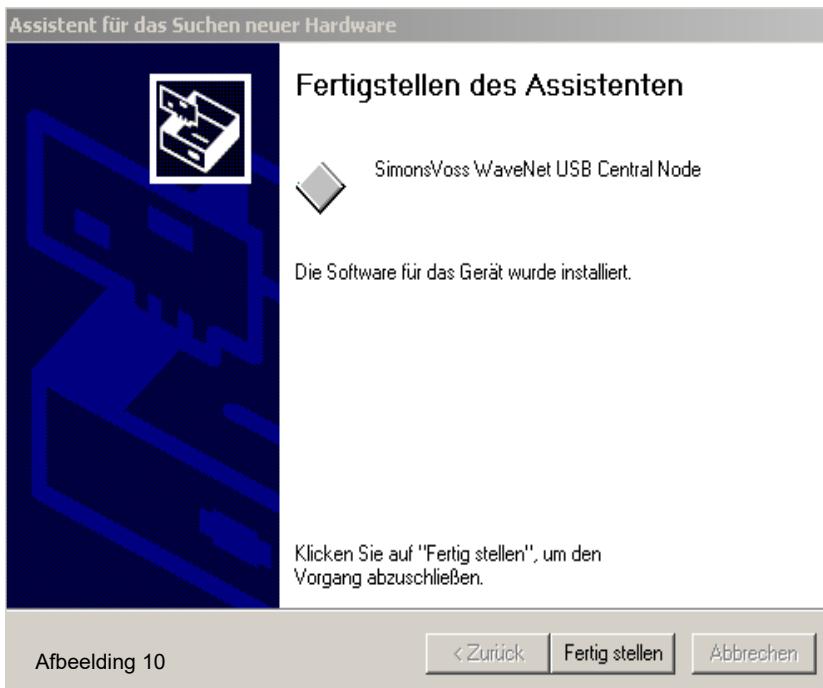 Assistent für das Suchen neuer Hardware
Fertigstellen des Assistenten
SimonsVoss WaveNet USB Central Node
Die Software für das Gerät wurde installiert.
Klicken Sie auf "Fertig stellen", um den
Vorgang abzuschließen.
< Zurück Fertig stellen Abbrechen
Afbeelding 10